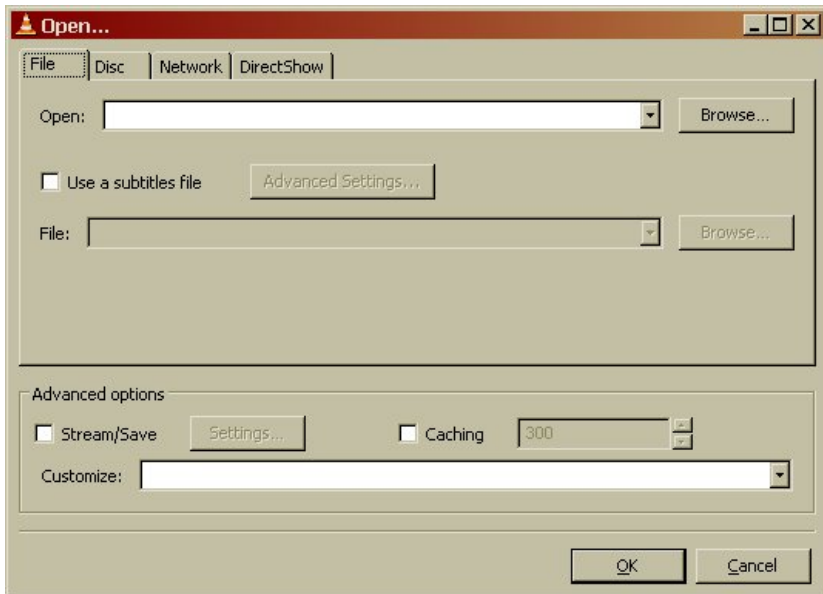 Open...
File Disc Network DirectShow
Open: Browse...
Use a subtitles file Advanced Settings...
File: Browse...
Advanced options
Stream/Save Settings... Caching 300
Customize:
OK Cancel